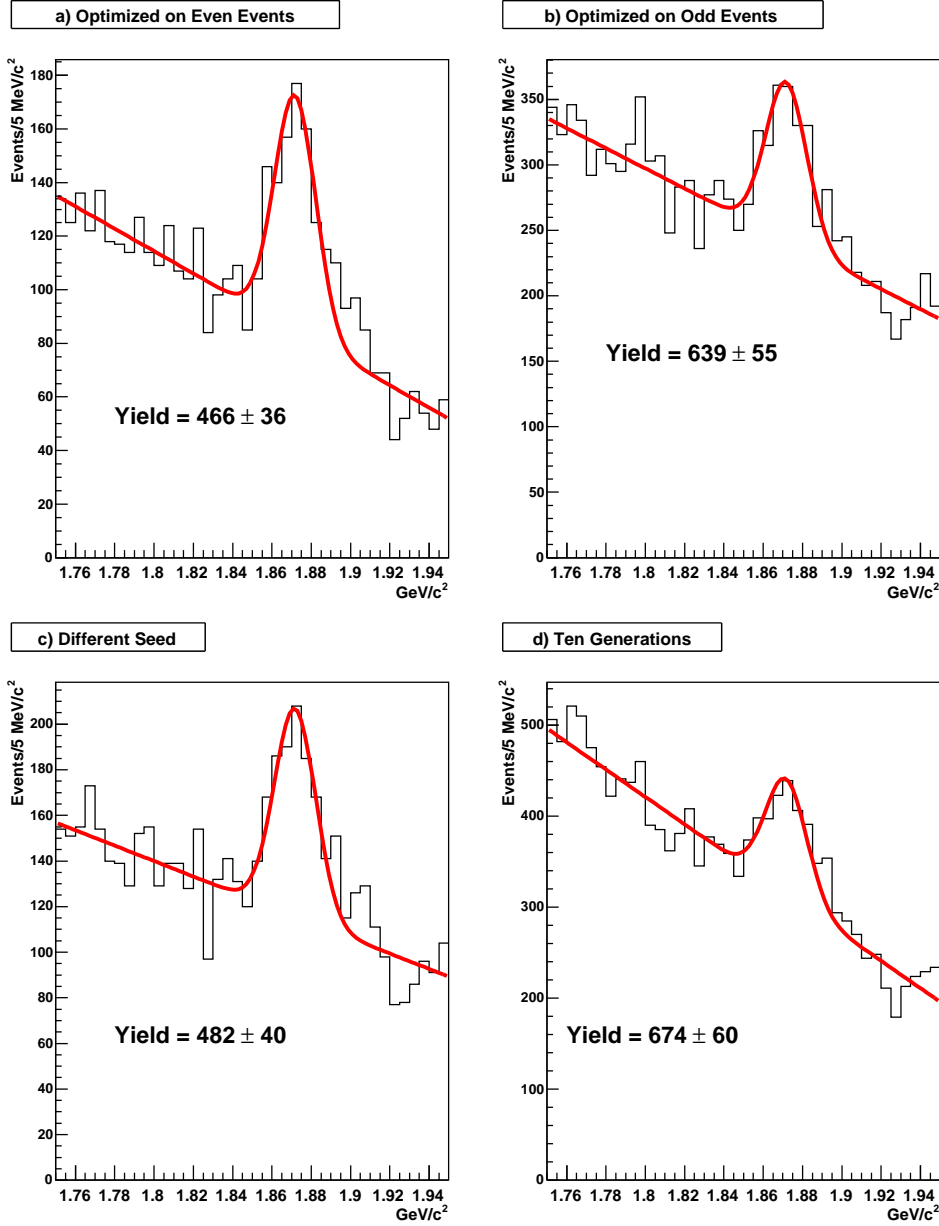 a) Optimized on Even Events
Events/5 MeV/c²
180
160
140
120
100
80
60
40
20
0
Yield = 466 ± 36
1.76 1.78 1.8 1.82 1.84 1.86 1.88 1.9 1.92 1.94
GeV/c²
b) Optimized on Odd Events
Events/5 MeV/c²
350
300
250
200
150
100
50
0
Yield = 639 ± 55
1.76 1.78 1.8 1.82 1.84 1.86 1.88 1.9 1.92 1.94
GeV/c²
c) Different Seed
Events/5 MeV/c²
200
180
160
140
120
100
80
60
40
20
0
Yield = 482 ± 40
1.76 1.78 1.8 1.82 1.84 1.86 1.88 1.9 1.92 1.94
GeV/c²
d) Ten Generations
Events/5 MeV/c²
500
400
300
200
100
0
Yield = 674 ± 60
1.76 1.78 1.8 1.82 1.84 1.86 1.88 1.9 1.92 1.94
GeV/c²